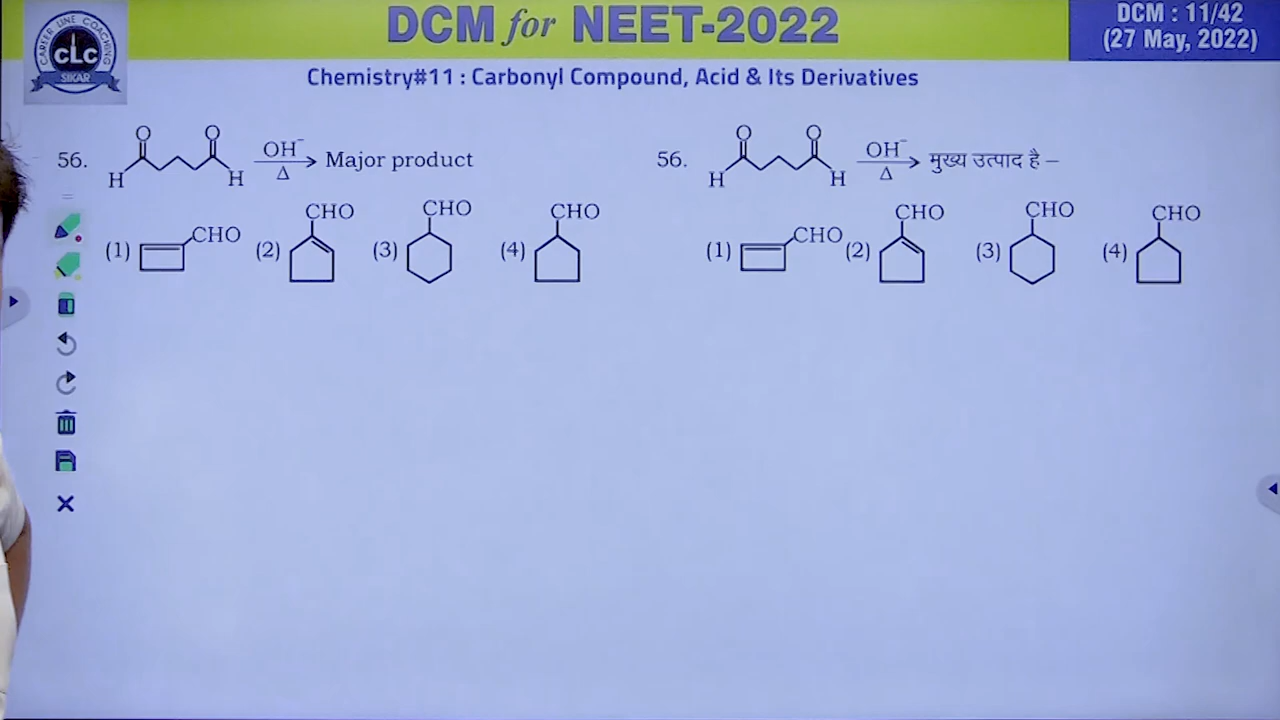 CAREER LINE COACHING
CLC
SIKAR
DCM for NEET-2022
DCM : 11/42
(27 May, 2022)
Chemistry#11 : Carbonyl Compound, Acid & Its Derivatives
56. O O H H OH⁻ Δ Major product
(1) CHO (2) CHO (3) CHO (4) CHO
56. O O H H OH⁻ Δ मुख्य उत्पाद है –
(1) CHO (2) CHO (3) CHO (4) CHO